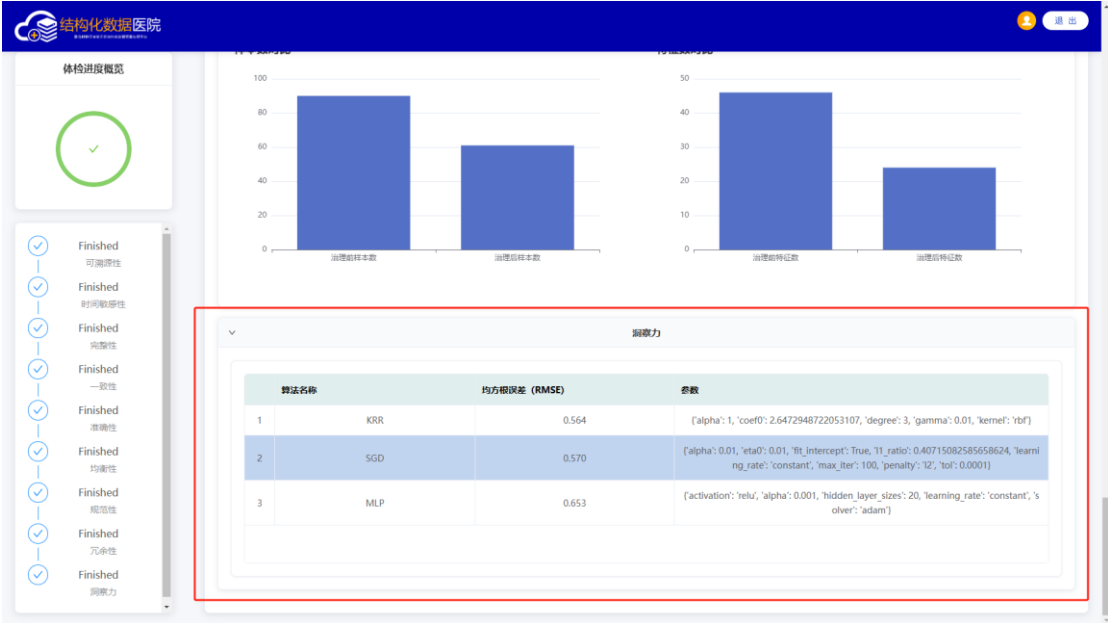 结构化数据医院
退 出
体检进度概览
Finished
可溯源性
Finished
时间敏感性
Finished
完整性
Finished
一致性
Finished
准确性
Finished
均衡性
Finished
规范性
Finished
冗余性
Finished
洞察力
100
80
60
40
20
0
治理前样本数
治理后样本数
50
40
30
20
10
0
治理前特征数
治理后特征数
洞察力
算法名称 均方根误差（RMSE） 参数
1 KRR 0.564 {'alpha': 1, 'coef0': 2.6472948722053107, 'degree': 3, 'gamma': 0.01, 'kernel': 'rbf'}
2 SGD 0.570 {'alpha': 0.01, 'eta0': 0.01, 'fit_intercept': True, 'l1_ratio': 0.40715082585658624, 'learni
ng_rate': 'constant', 'max_iter': 100, 'penalty': 'l2', 'tol': 0.0001}
3 MLP 0.653 {'activation': 'relu', 'alpha': 0.001, 'hidden_layer_sizes': 20, 'learning_rate': 'constant', 's
olver': 'adam'}